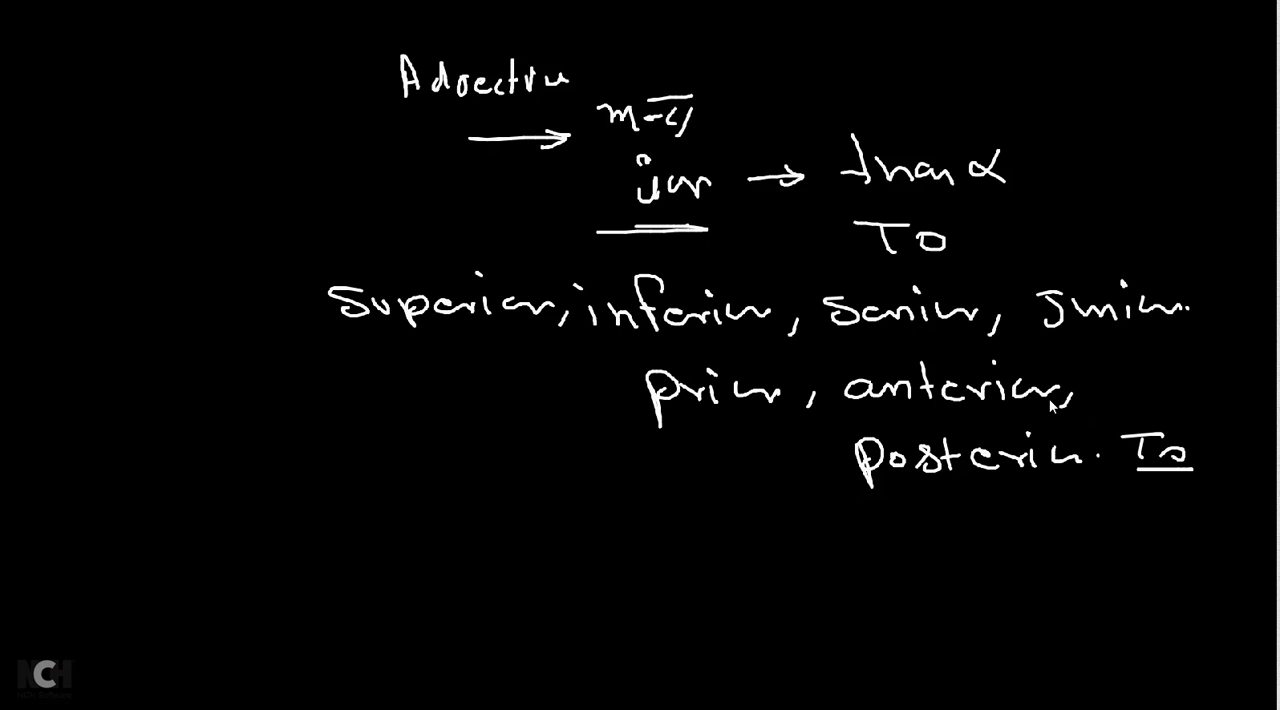 Adjective
ior → than
TO
Superior, inferior, senior, Junior.
prior, anterior,
posterior. To
NCH